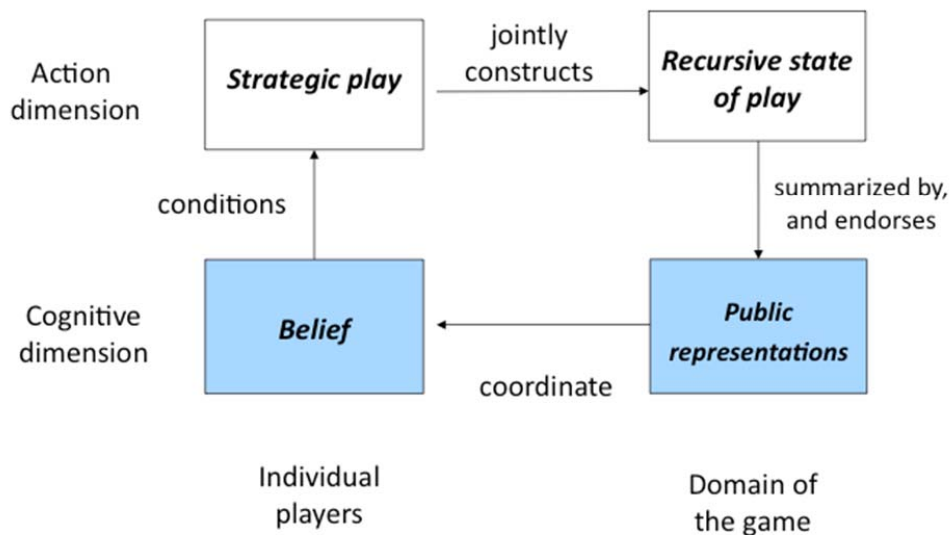 Action
dimension
Strategic play
jointly
constructs
Recursive state
of play
conditions
summarized by,
and endorses
Cognitive
dimension
Belief
coordinate
Public
representations
Individual
players
Domain of
the game